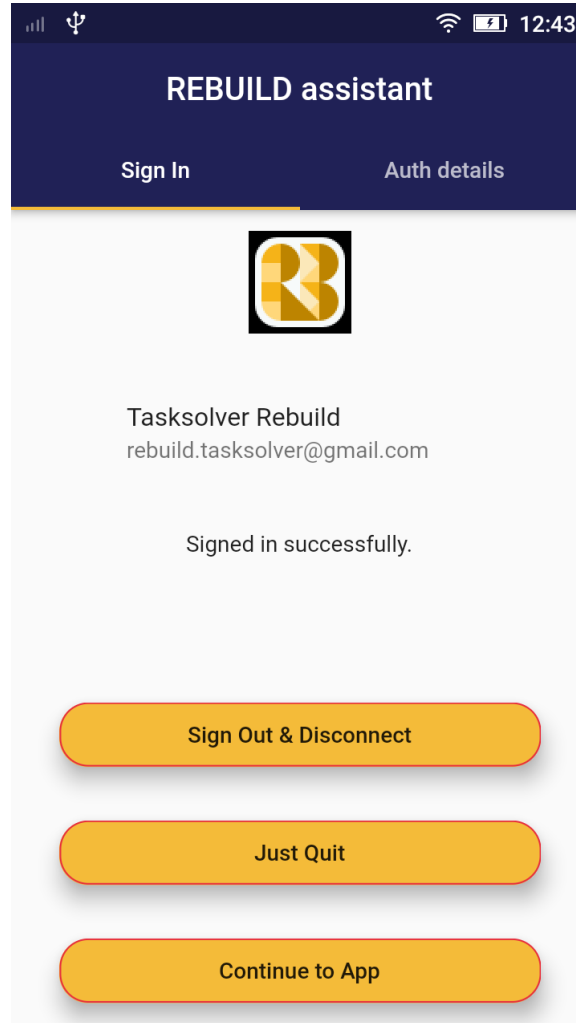 12:43
REBUILD assistant
Sign In
Auth details
RB
Tasksolver Rebuild
rebuild.tasksolver@gmail.com
Signed in successfully.
Sign Out & Disconnect
Just Quit
Continue to App